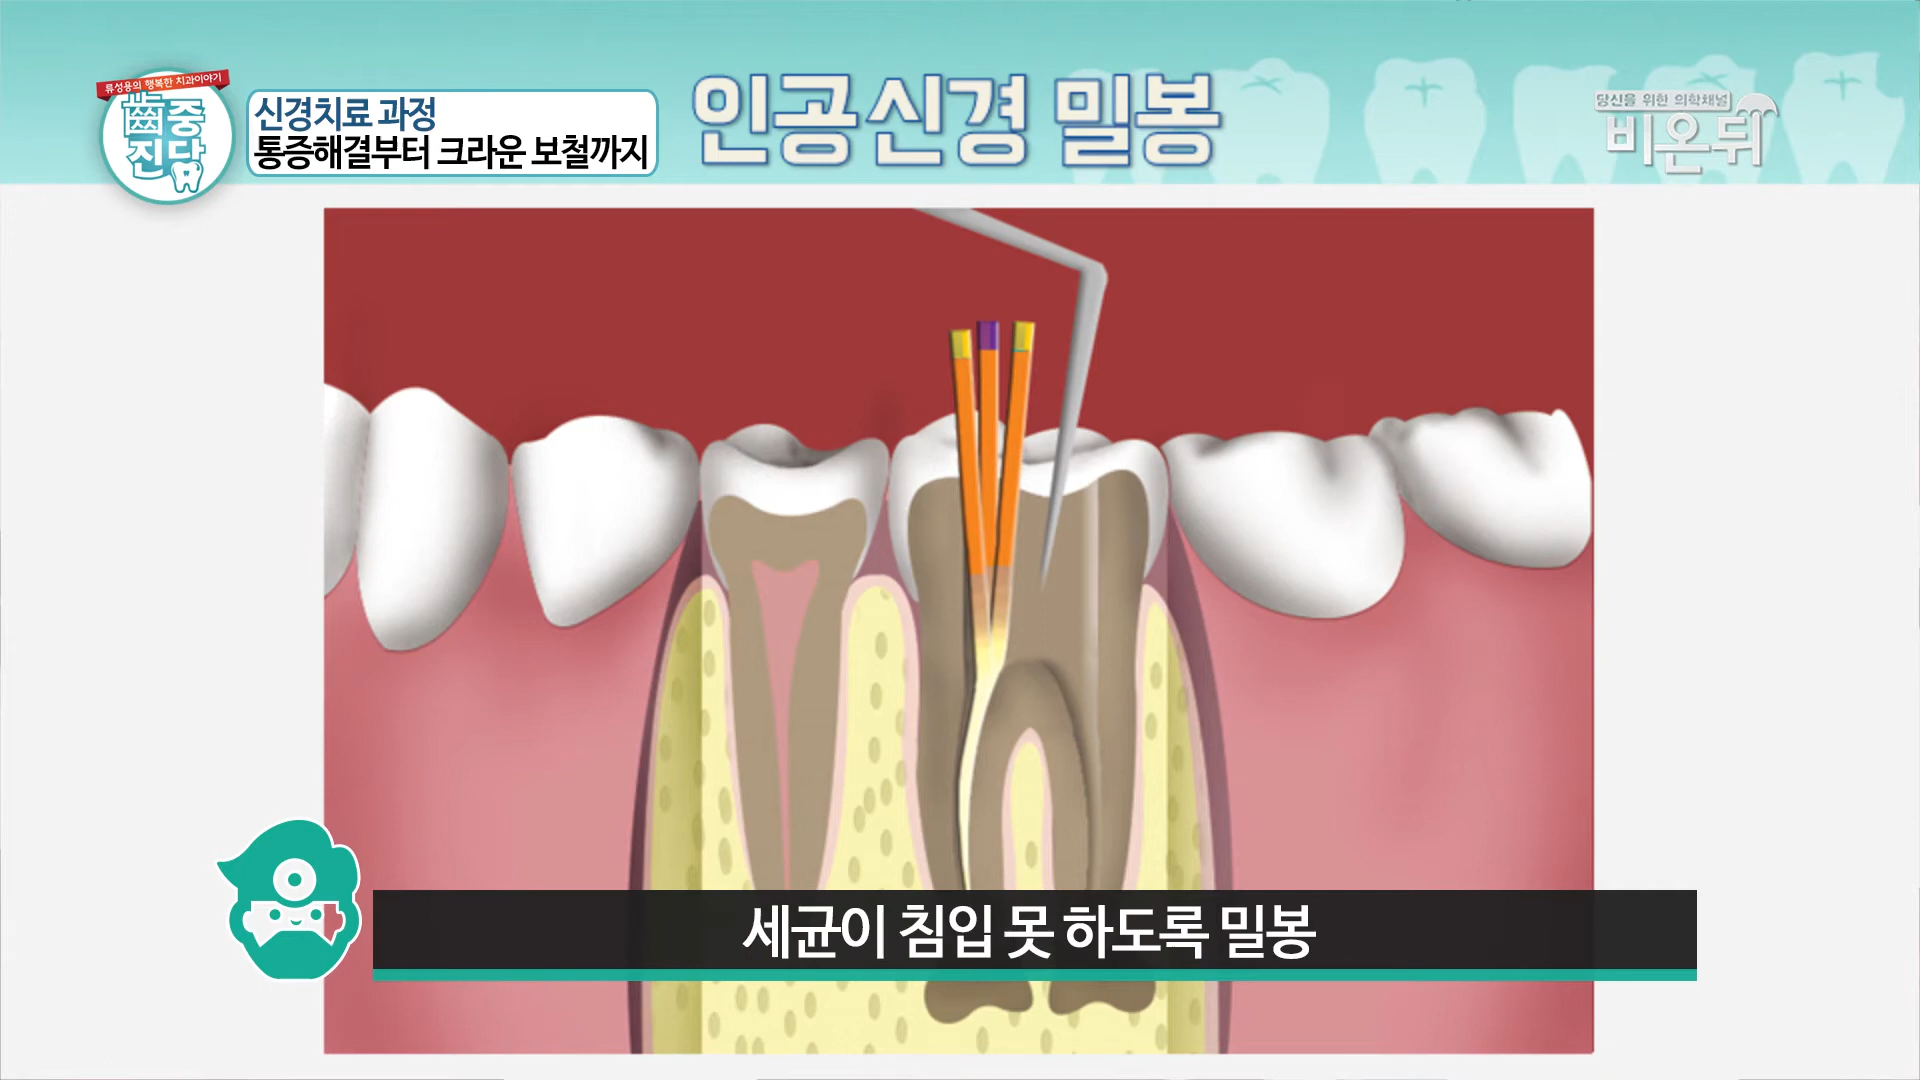 류성용의 행복한 치과이야기
齒중
진담
신경치료 과정
통증해결부터 크라운 보철까지
인공신경 밀봉
당신을 위한 의학채널
비온뒤
세균이 침입 못 하도록 밀봉